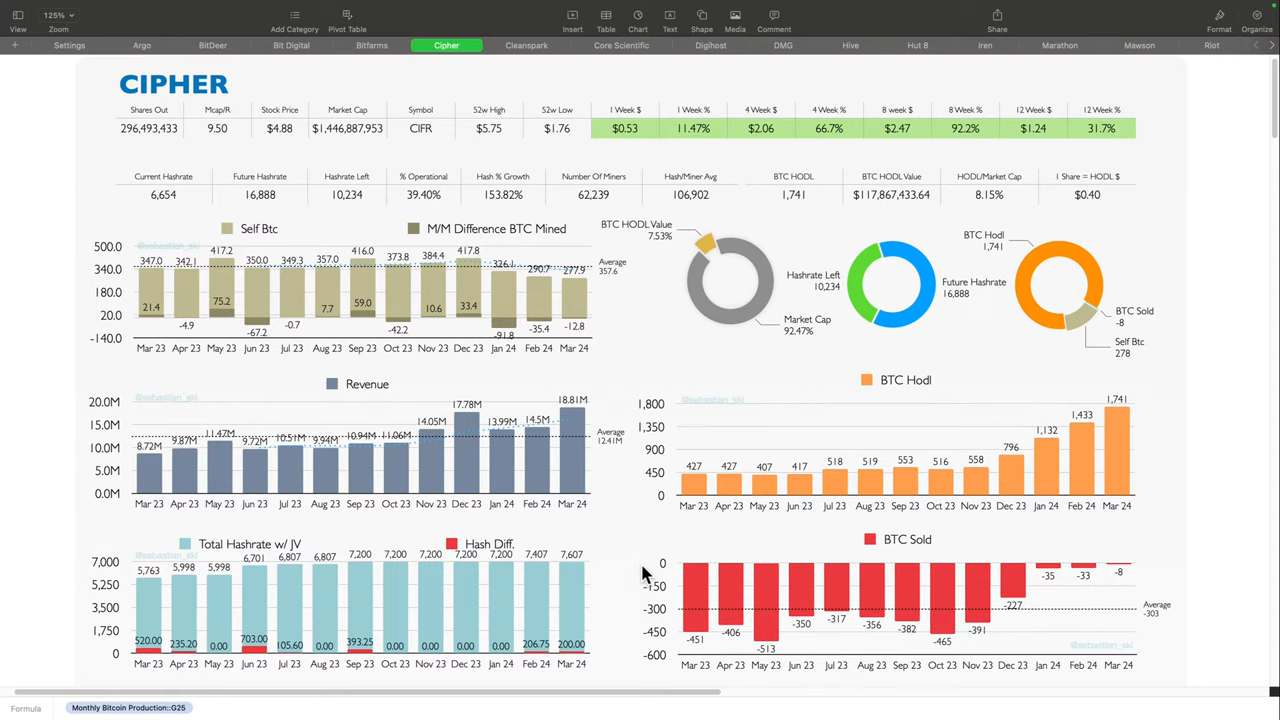 125%
View Zoom Add Category Pivot Table Insert Table Chart Text Shape Media Comment Share Format Organize
Settings Argo BitDeer Bit Digital Bitfarms Cipher Cleanspark Core Scientific Digihost DMG Hive Hut 8 Iren Marathon Mawson Riot
CIPHER
Shares Out Mcap/R Stock Price Market Cap Symbol 52w High 52w Low 1 Week $ 1 Week % 4 Week $ 4 Week % 8 week $ 8 Week % 12 Week $ 12 Week %
296,493,433 9.50 $4.88 $1,446,887,953 CIFR $5.75 $1.76 $0.53 11.47% $2.06 66.7% $2.47 92.2% $1.24 31.7%
Current Hashrate Future Hashrate Hashrate Left % Operational Hash % Growth Number Of Miners Hash/Miner Avg BTC HODL BTC HODL Value HODL/Market Cap 1 Share = HODL $
6,654 16,888 10,234 39.40% 153.82% 62,239 106,902 1,741 $117,867,433.64 8.15% $0.40
Self Btc M/M Difference BTC Mined
@sebastian_ski
500.0
340.0
180.0
20.0
-140.0
347.0 342.1 417.2 350.0 349.3 357.0 416.0 373.8 384.4 417.8 326.1 290.7 277.9
21.4 -4.9 75.2 -67.2 -0.7 7.7 59.0 -42.2 10.6 33.4 -91.8 -35.4 -12.8
Average
357.6
Mar 23 Apr 23 May 23 Jun 23 Jul 23 Aug 23 Sep 23 Oct 23 Nov 23 Dec 23 Jan 24 Feb 24 Mar 24
BTC HODL Value
7.53%
Market Cap
92.47%
Hashrate Left
10,234
Future Hashrate
16,888
BTC Hodl
1,741
BTC Sold
-8
Self Btc
278
Revenue
@sebastian_ski
20.0M
15.0M
10.0M
5.0M
0.0M
8.72M 9.87M 11.47M 9.72M 10.51M 9.94M 10.94M 11.06M 14.05M 17.78M 13.99M 14.5M 18.81M
Average
12.41M
Mar 23 Apr 23 May 23 Jun 23 Jul 23 Aug 23 Sep 23 Oct 23 Nov 23 Dec 23 Jan 24 Feb 24 Mar 24
BTC Hodl
@sebastian_ski
1,800
1,350
900
450
0
427 427 407 417 518 519 553 516 558 796 1,132 1,433 1,741
Mar 23 Apr 23 May 23 Jun 23 Jul 23 Aug 23 Sep 23 Oct 23 Nov 23 Dec 23 Jan 24 Feb 24 Mar 24
Total Hashrate w/ JV Hash Diff.
@sebastian_ski
7,000
5,250
3,500
1,750
0
5,763 5,998 5,998 6,701 6,807 6,807 7,200 7,200 7,200 7,200 7,200 7,407 7,607
520.00 235.20 0.00 703.00 105.60 0.00 393.25 0.00 0.00 0.00 0.00 206.75 200.00
Mar 23 Apr 23 May 23 Jun 23 Jul 23 Aug 23 Sep 23 Oct 23 Nov 23 Dec 23 Jan 24 Feb 24 Mar 24
BTC Sold
0
-150
-300
-450
-600
-451 -406 -513 -350 -317 -356 -382 -465 -391 -227 -35 -33 -8
Average
-303
@sebastian_ski
Mar 23 Apr 23 May 23 Jun 23 Jul 23 Aug 23 Sep 23 Oct 23 Nov 23 Dec 23 Jan 24 Feb 24 Mar 24
Formula Monthly Bitcoin Production::G25